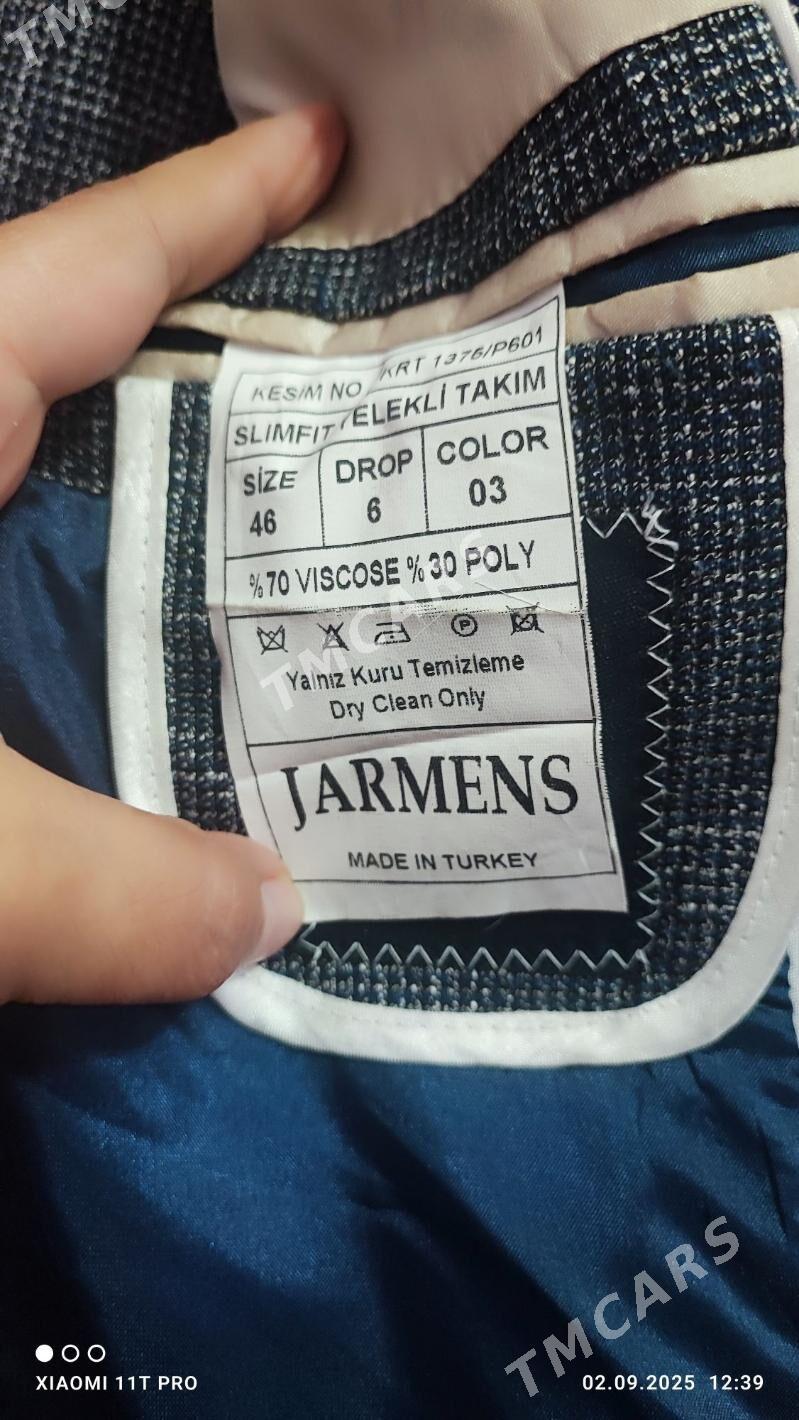 TMCARS
KESİM NO KRT 1376/P601
SLIMFIT YELEKLİ TAKIM
SİZE DROP COLOR
46 6 03
%70 VISCOSE %30 POLY
P
TMCARS
Yalnız Kuru Temizleme
Dry Clean Only
JARMENS
MADE IN TURKEY
TMCARS
XIAOMI 11T PRO 02.09.2025 12:39